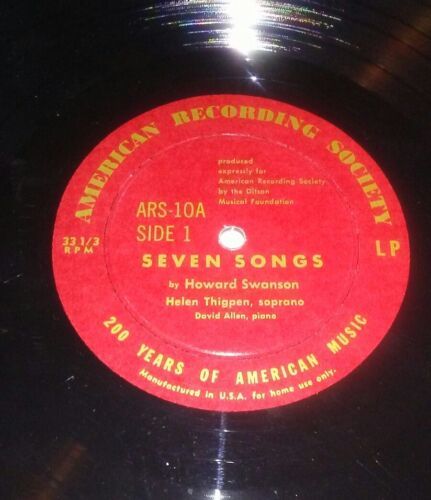 AMERICAN RECORDING SOCIETY
produced
expressly for
American Recording Society
by the Ditson
Musical Foundation
ARS-10A
SIDE 1
33 1/3
RPM
LP
SEVEN SONGS
by Howard Swanson
Helen Thigpen, soprano
David Allen, piano
200 YEARS OF AMERICAN MUSIC
Manufactured in U.S.A. for home use only.